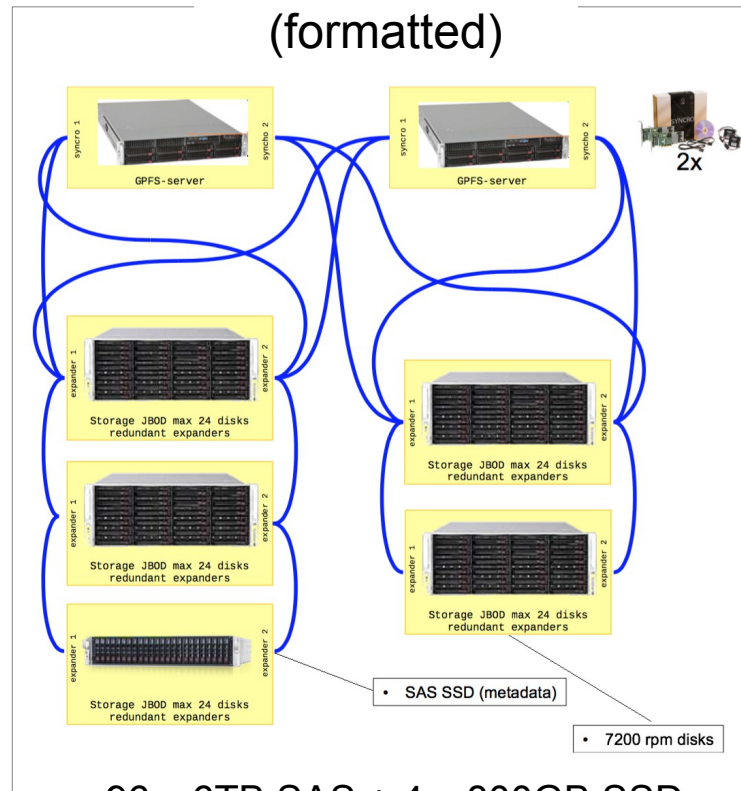 (formatted)
syncro 1
syncho 2
GPFS-server
syncro 1
syncho 2
GPFS-server
SYNCRO
2x
expander 1
expander 2
Storage JBOD max 24 disks
redundant expanders
expander 1
expander 2
Storage JBOD max 24 disks
redundant expanders
expander 1
expander 2
Storage JBOD max 24 disks
redundant expanders
expander 1
expander 2
Storage JBOD max 24 disks
redundant expanders
expander 1
expander 2
Storage JBOD max 24 disks
redundant expanders
• SAS SSD (metadata)
• 7200 rpm disks